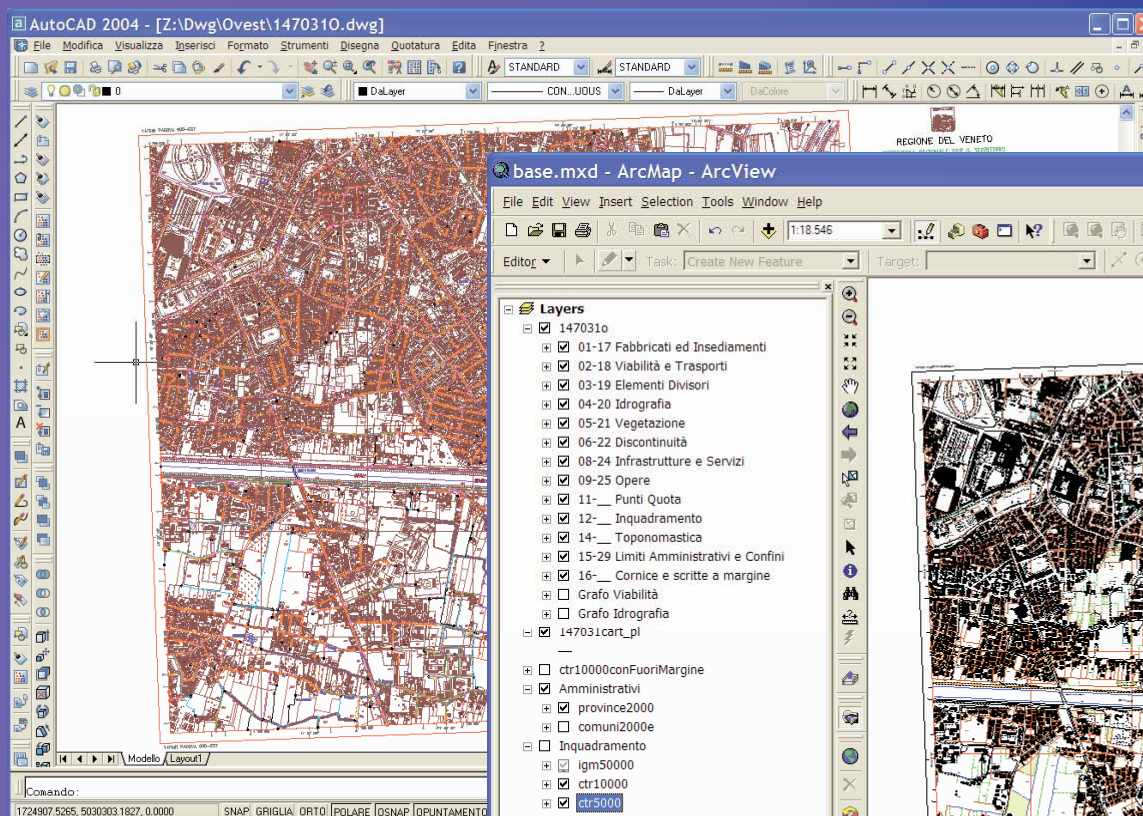 AutoCAD 2004 - [Z:\Dwg\Ovest\147031O.dwg]
File Modifica Visualizza Inserisci Formato Strumenti Disegna Quotatura Edita Finestra ?
STANDARD STANDARD
0 DaLayer CON...UOUS DaLayer DaColore
REGIONE DEL VENETO
base.mxd - ArcMap - ArcView
File Edit View Insert Selection Tools Window Help
1:18.546
Editor Task: Create New Feature Target:
Layers
147031o
01-17 Fabbricati ed Insediamenti
02-18 Viabilità e Trasporti
03-19 Elementi Divisori
04-20 Idrografia
05-21 Vegetazione
06-22 Discontinuità
08-24 Infrastrutture e Servizi
09-25 Opere
11-__ Punti Quota
12-__ Inquadramento
14-__ Toponomastica
15-29 Limiti Amministrativi e Confini
16-__ Cornice e scritte a margine
Grafo Viabilità
Grafo Idrografia
147031cart_pl
ctr10000conFuoriMargine
Amministrativi
province2000
comuni2000e
Inquadramento
igm50000
ctr10000
ctr5000
Modello Layout1
Comando:
1724907.5265, 5030303.1827, 0.0000 SNAP GRIGLIA ORTO POLARE OSNAP OPUNTAMENTO